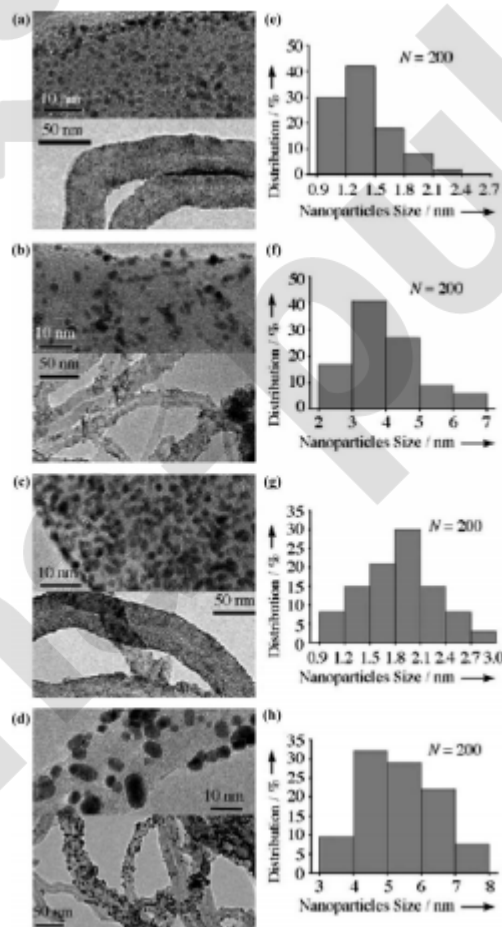 (a)
10 nm
50 nm
(e)
Distribution / %
50
40
30
20
10
0
N = 200
0.9 1.2 1.5 1.8 2.1 2.4 2.7
Nanoparticles Size / nm
(b)
10 nm
50 nm
(f)
Distribution / %
50
40
30
20
10
0
N = 200
2 3 4 5 6 7
Nanoparticles Size / nm
(c)
10 nm
50 nm
(g)
Distribution / %
35
30
25
20
15
10
5
0
N = 200
0.9 1.2 1.5 1.8 2.1 2.4 2.7 3.0
Nanoparticles Size / nm
(d)
10 nm
50 nm
(h)
Distribution / %
35
30
25
20
15
10
5
0
N = 200
3 4 5 6 7 8
Nanoparticles Size / nm